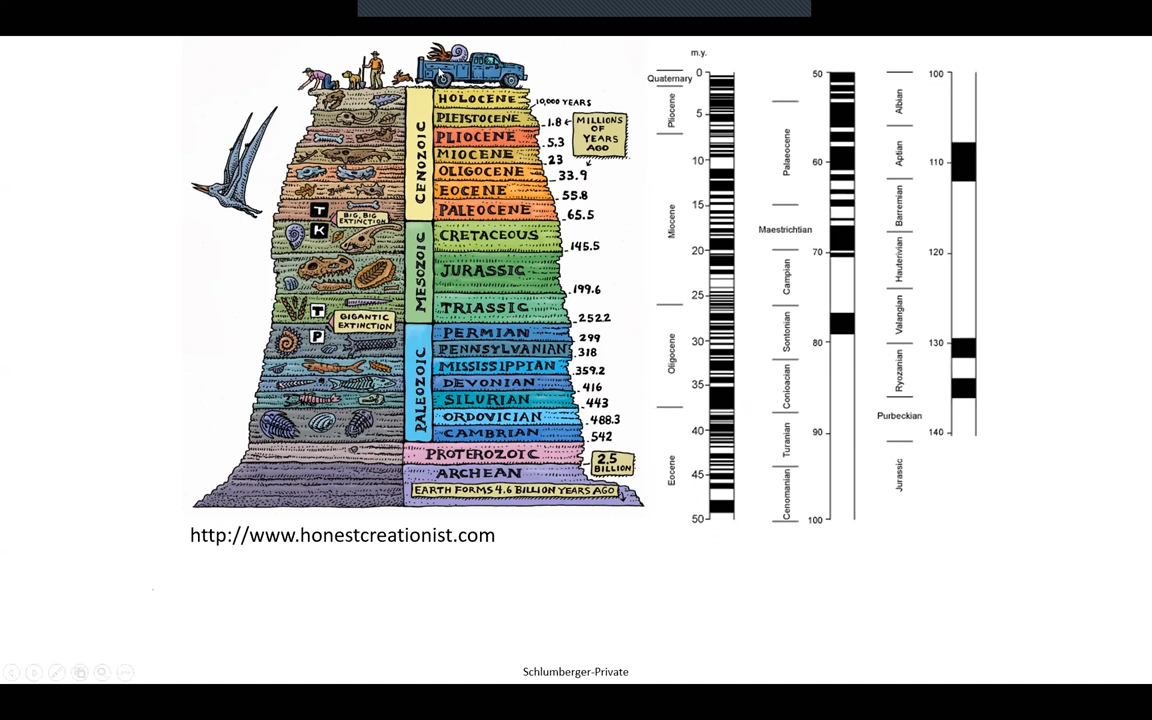 HOLOCENE
10,000 YEARS
PLEISTOCENE
1.8
MILLIONS
OF
YEARS
AGO
PLIOCENE
5.3
MIOCENE
23
OLIGOCENE
33.9
EOCENE
55.8
PALEOCENE
65.5
CENOZOIC
T
BIG, BIG
EXTINCTION
K
CRETACEOUS
145.5
JURASSIC
199.6
TRIASSIC
252.2
MESOZOIC
T
GIGANTIC
EXTINCTION
P
PERMIAN
299
PENNSYLVANIAN
318
MISSISSIPPIAN
359.2
DEVONIAN
416
SILURIAN
443
ORDOVICIAN
488.3
CAMBRIAN
542
PALEOZOIC
PROTEROZOIC
2.5
BILLION
ARCHEAN
EARTH FORMS 4.6 BILLION YEARS AGO
m.y.
0
5
10
15
20
25
30
35
40
45
50
Quaternary
Pliocene
Miocene
Oligocene
Eocene
50
60
70
80
90
100
Palaeocene
Maestrichtian
Campian
Sontonian
Conioacian
Turanian
Cenomanian
100
110
120
130
140
Albian
Aptian
Barremian
Hauterivian
Valangian
Ryozanian
Purbeckian
Jurassic
http://www.honestcreationist.com
Schlumberger-Private